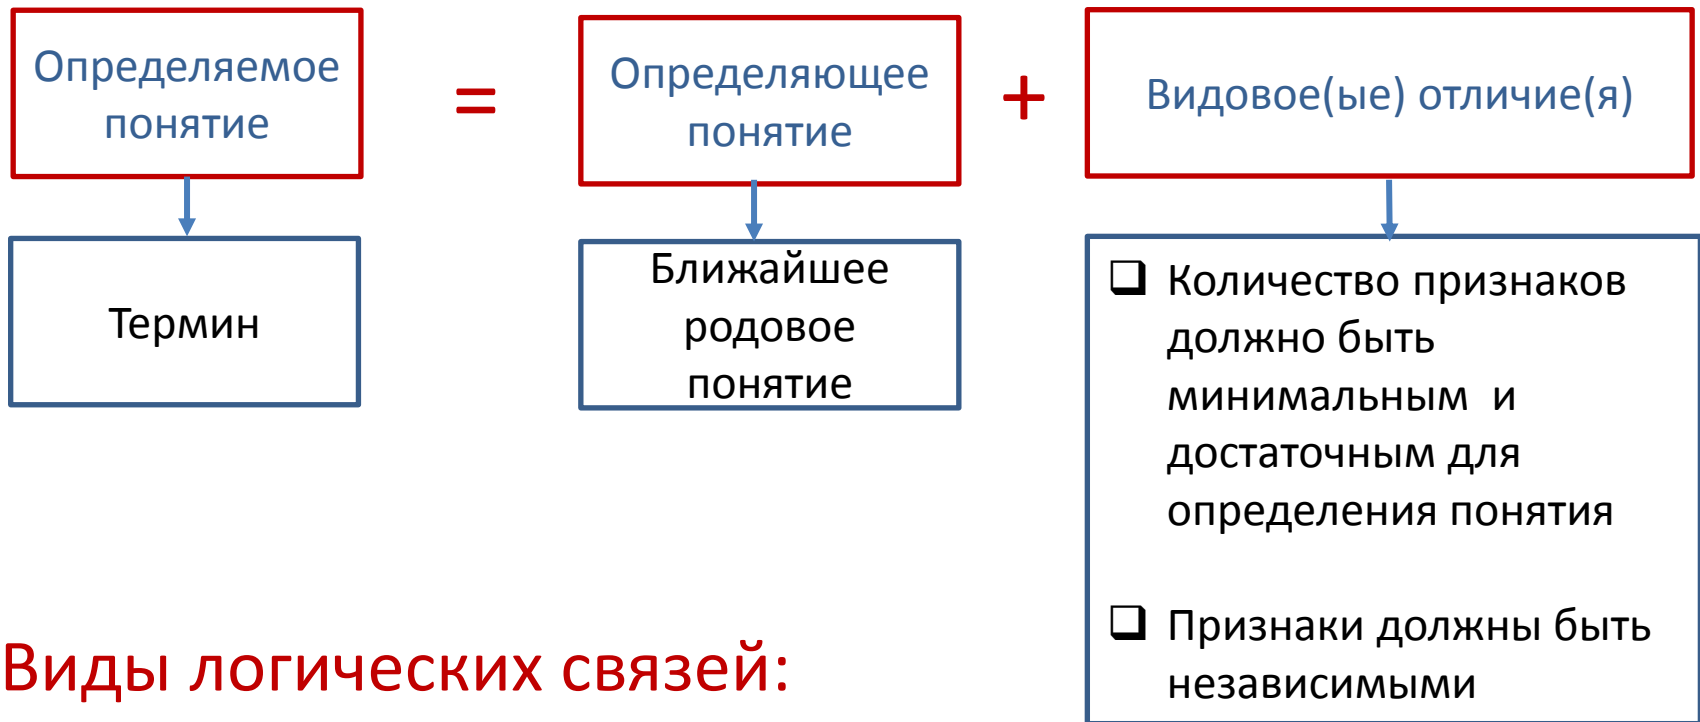 Определяемое
понятие
=
Определяющее
понятие
+
Видовое(ые) отличие(я)
Термин
Ближайшее
родовое
понятие
❑ Количество признаков
должно быть
минимальным и
достаточным для
определения понятия
❑ Признаки должны быть
независимыми
Виды логических связей: